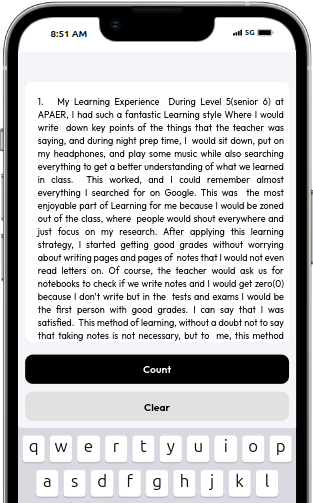 8:51 AM 5G
1. My Learning Experience During Level 5(senior 6) at
APAER, I had such a fantastic Learning style Where I would
write down key points of the things that the teacher was
saying, and during night prep time, I would sit down, put on
my headphones, and play some music while also searching
everything to get a better understanding of what we learned
in class. This worked, and I could remember almost
everything I searched for on Google. This was the most
enjoyable part of Learning for me because I would be zoned
out of the class, where people would shout everywhere and
just focus on my research. After applying this learning
strategy, I started getting good grades without worrying
about writing pages and pages of notes that I would not even
read letters on. Of course, the teacher would ask us for
notebooks to check if we write notes and I would get zero(0)
because I don't write but in the tests and exams I would be
the first person with good grades. I can say that I was
satisfied. This method of learning, without a doubt not to say
that taking notes is not necessary, but to me, this method
Count
Clear
q w e r t y u i o p
a s d f g h j k l